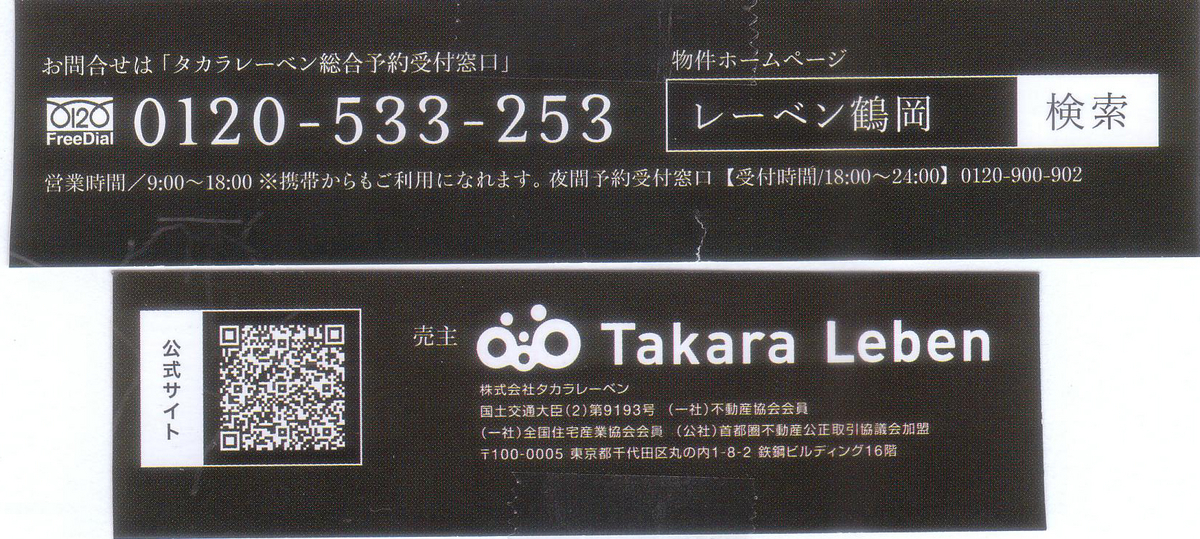 お問合せは「タカラレーベン総合予約受付窓口」
0120
FreeDial
0120-533-253
営業時間/9:00〜18:00 ※携帯からもご利用になれます。夜間予約受付窓口【受付時間/18:00〜24:00】0120-900-902
物件ホームページ
レーベン鶴岡 検索
公式サイト
売主 Takara Leben
株式会社タカラレーベン
国土交通大臣(2)第9193号 (一社)不動産協会会員
(一社)全国住宅産業協会会員 (公社)首都圏不動産公正取引協議会加盟
〒100-0005 東京都千代田区丸の内1-8-2 鉄鋼ビルディング16階